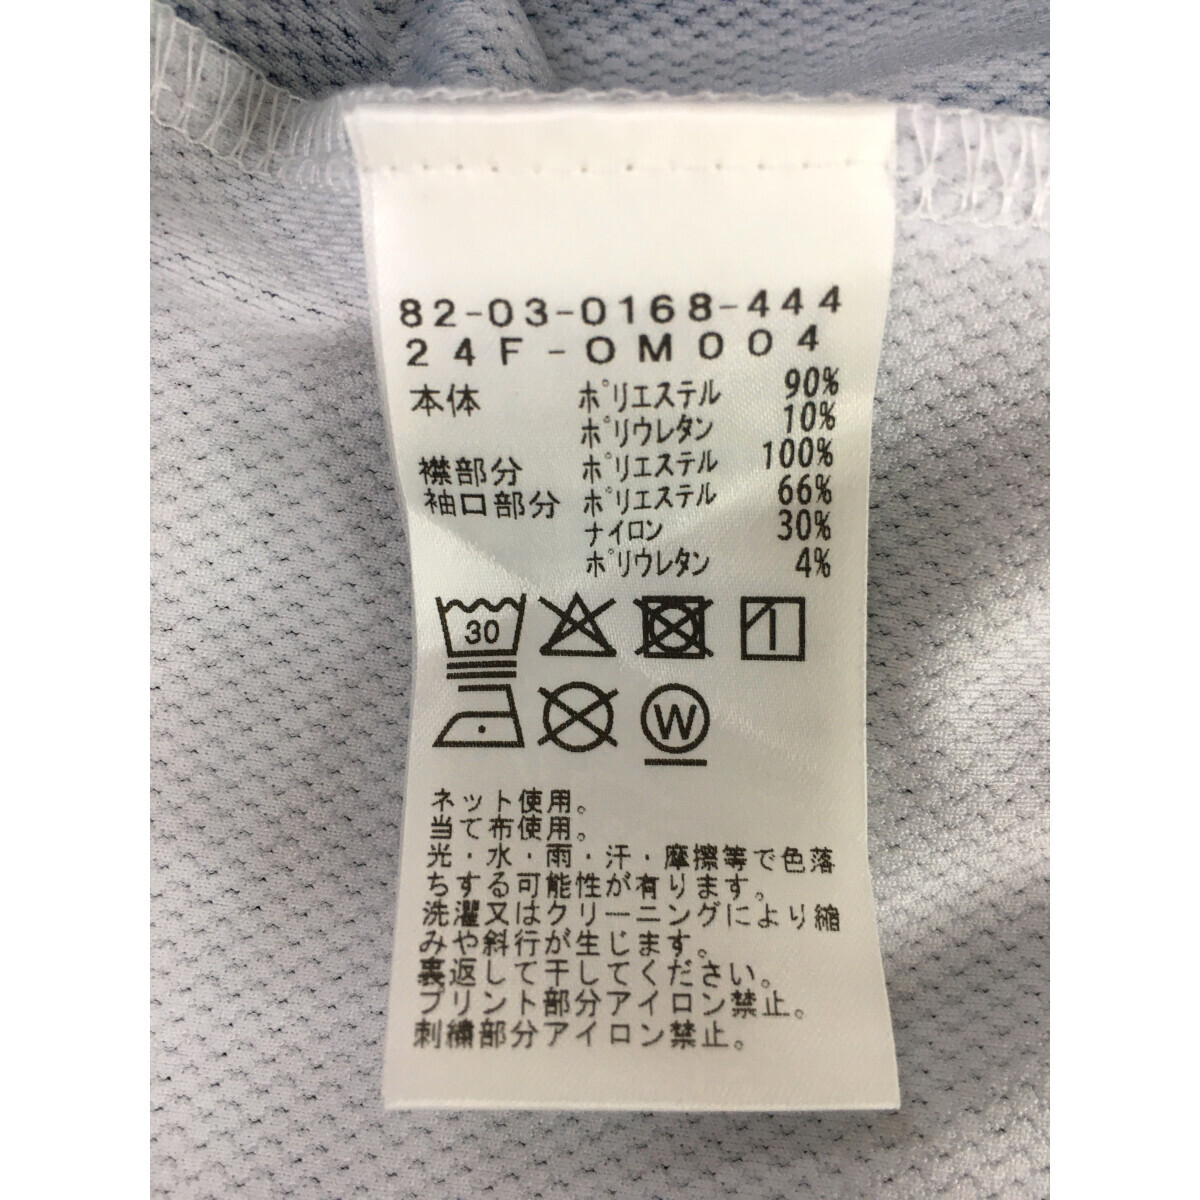 82-03-0168-444
24F-OM004
本体 ポリエステル 90%
ポリウレタン 10%
襟部分 ポリエステル 100%
袖口部分 ポリエステル 66%
ナイロン 30%
ポリウレタン 4%
30
W
ネット使用。
当て布使用。
光・水・雨・汗・摩擦等で色落
ちする可能性が有ります。
洗濯又はクリーニングにより縮
みや斜行が生じます。
裏返して干してください。
プリント部分アイロン禁止。
刺繍部分アイロン禁止。